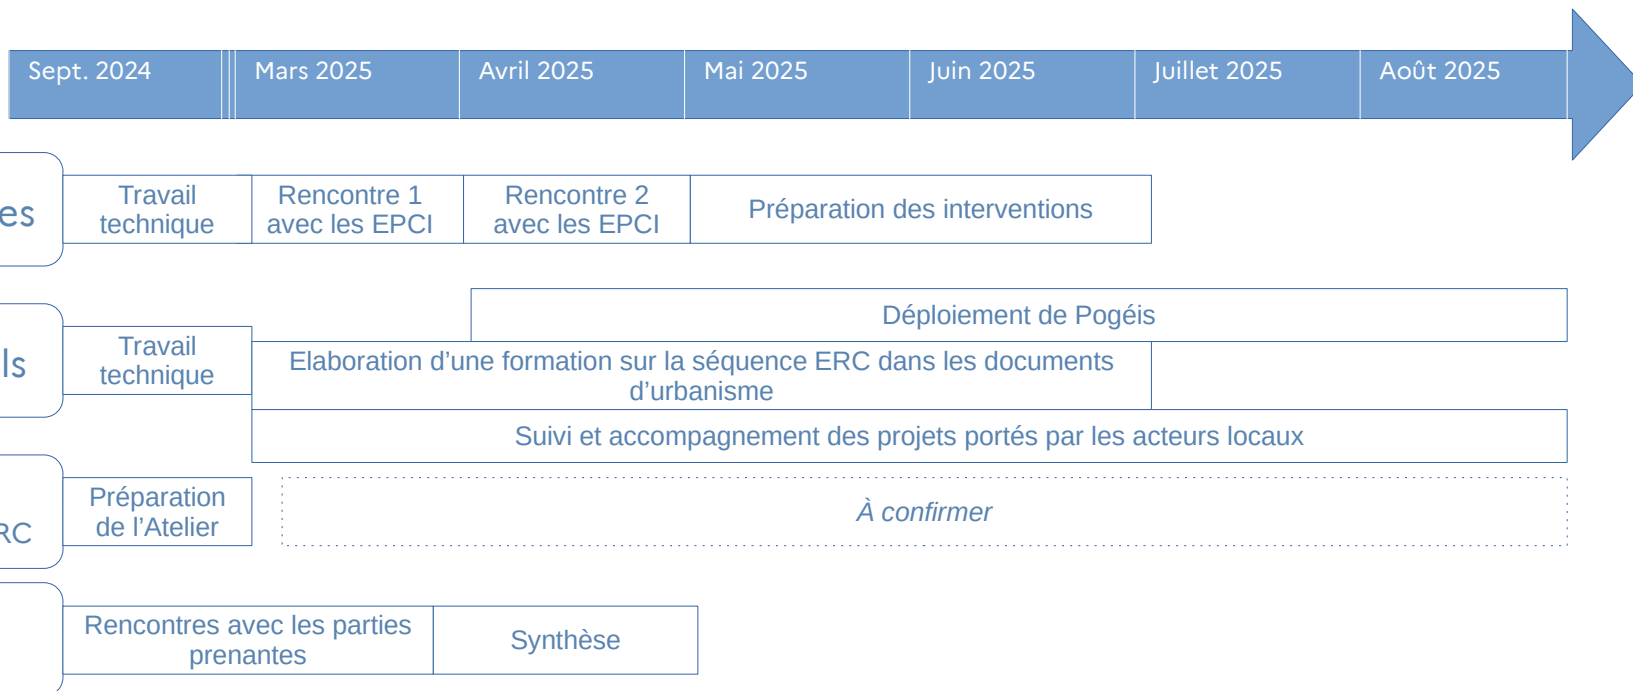 Sept. 2024
Mars 2025
Avril 2025
Mai 2025
Juin 2025
Juillet 2025
Août 2025
es
Travail
technique
Rencontre 1
avec les EPCI
Rencontre 2
avec les EPCI
Préparation des interventions
Déploiement de Pogéis
ls
Travail
technique
Elaboration d’une formation sur la séquence ERC dans les documents
d’urbanisme
Suivi et accompagnement des projets portés par les acteurs locaux
RC
Préparation
de l’Atelier
À confirmer
Rencontres avec les parties
prenantes
Synthèse